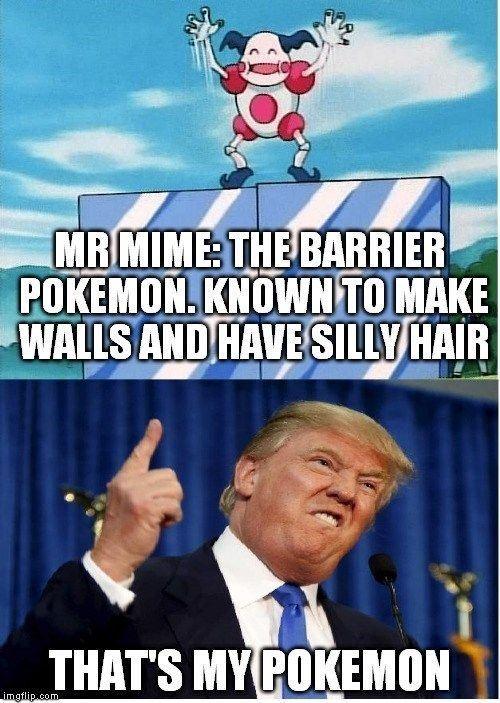 MR MIME: THE BARRIER
POKEMON. KNOWN TO MAKE
WALLS AND HAVE SILLY HAIR
THAT'S MY POKEMON
imgflip.com